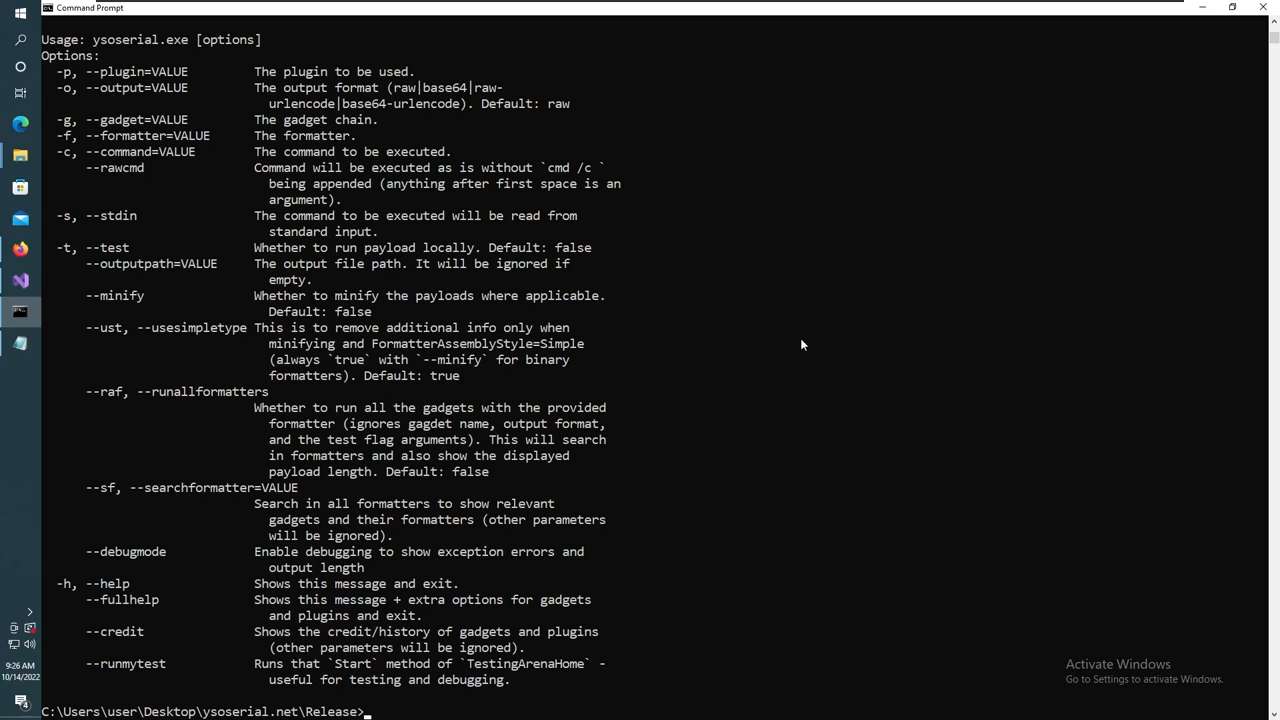 Command Prompt
Usage: ysoserial.exe [options]
Options:
-p, --plugin=VALUE The plugin to be used.
-o, --output=VALUE The output format (raw|base64|raw-
urlencode|base64-urlencode). Default: raw
-g, --gadget=VALUE The gadget chain.
-f, --formatter=VALUE The formatter.
-c, --command=VALUE The command to be executed.
--rawcmd Command will be executed as is without `cmd /c `
being appended (anything after first space is an
argument).
-s, --stdin The command to be executed will be read from
standard input.
-t, --test Whether to run payload locally. Default: false
--outputpath=VALUE The output file path. It will be ignored if
empty.
--minify Whether to minify the payloads where applicable.
Default: false
--ust, --usesimpletype This is to remove additional info only when
minifying and FormatterAssemblyStyle=Simple
(always `true` with `--minify` for binary
formatters). Default: true
--raf, --runallformatters
Whether to run all the gadgets with the provided
formatter (ignores gagdet name, output format,
and the test flag arguments). This will search
in formatters and also show the displayed
payload length. Default: false
--sf, --searchformatter=VALUE
Search in all formatters to show relevant
gadgets and their formatters (other parameters
will be ignored).
--debugmode Enable debugging to show exception errors and
output length
-h, --help Shows this message and exit.
--fullhelp Shows this message + extra options for gadgets
and plugins and exit.
--credit Shows the credit/history of gadgets and plugins
(other parameters will be ignored).
--runmytest Runs that `Start` method of `TestingArenaHome` -
useful for testing and debugging.
C:\Users\user\Desktop\ysoserial.net\Release>
Activate Windows
Go to Settings to activate Windows.
9:26 AM
10/14/2022
4